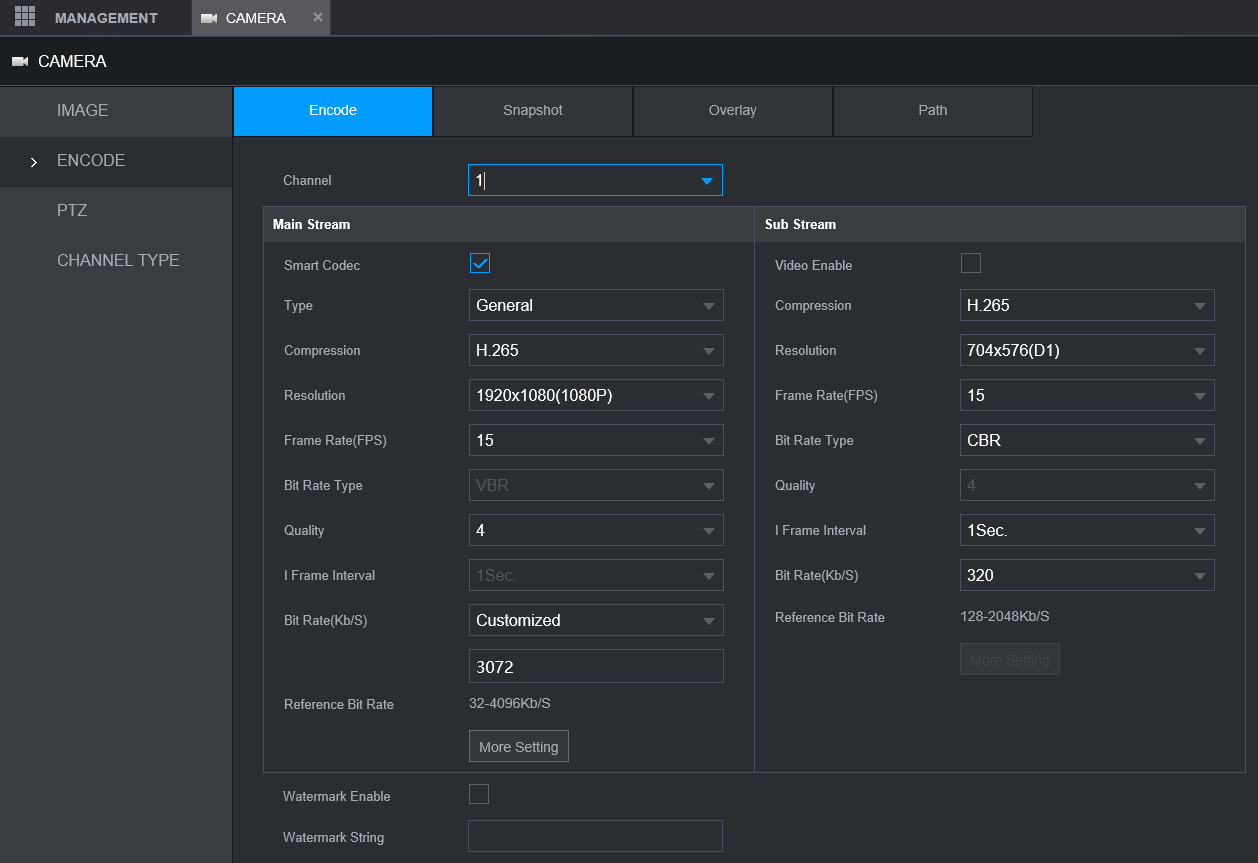 MANAGEMENT CAMERA ×
CAMERA
IMAGE
ENCODE
PTZ
CHANNEL TYPE
Encode Snapshot Overlay Path
Channel 1
Main Stream
Smart Codec
Type General
Compression H.265
Resolution 1920x1080(1080P)
Frame Rate(FPS) 15
Bit Rate Type VBR
Quality 4
I Frame Interval 1Sec.
Bit Rate(Kb/S) Customized
3072
Reference Bit Rate 32-4096Kb/S
More Setting
Sub Stream
Video Enable
Compression H.265
Resolution 704x576(D1)
Frame Rate(FPS) 15
Bit Rate Type CBR
Quality 4
I Frame Interval 1Sec.
Bit Rate(Kb/S) 320
Reference Bit Rate 128-2048Kb/S
More Setting
Watermark Enable
Watermark String